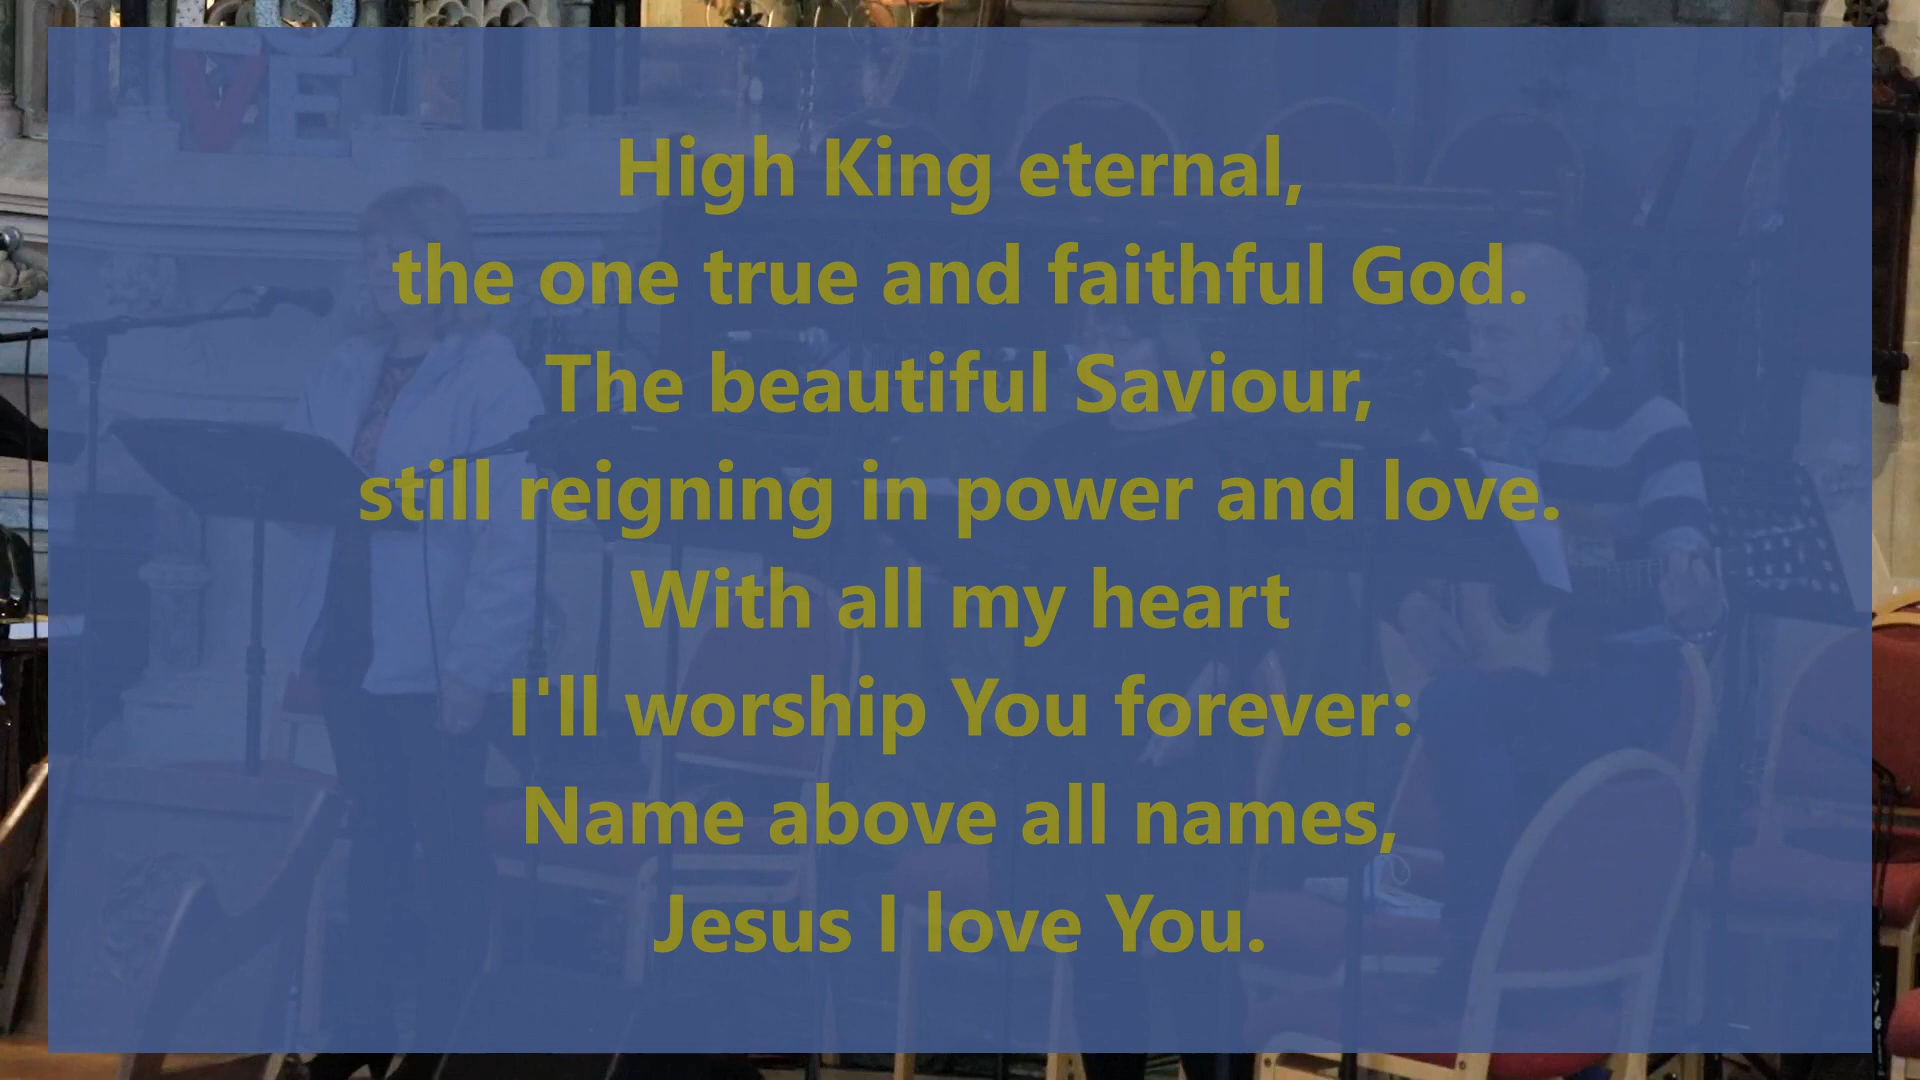 LOVE
High King eternal,
the one true and faithful God.
The beautiful Saviour,
still reigning in power and love.
With all my heart
I'll worship You forever:
Name above all names,
Jesus I love You.